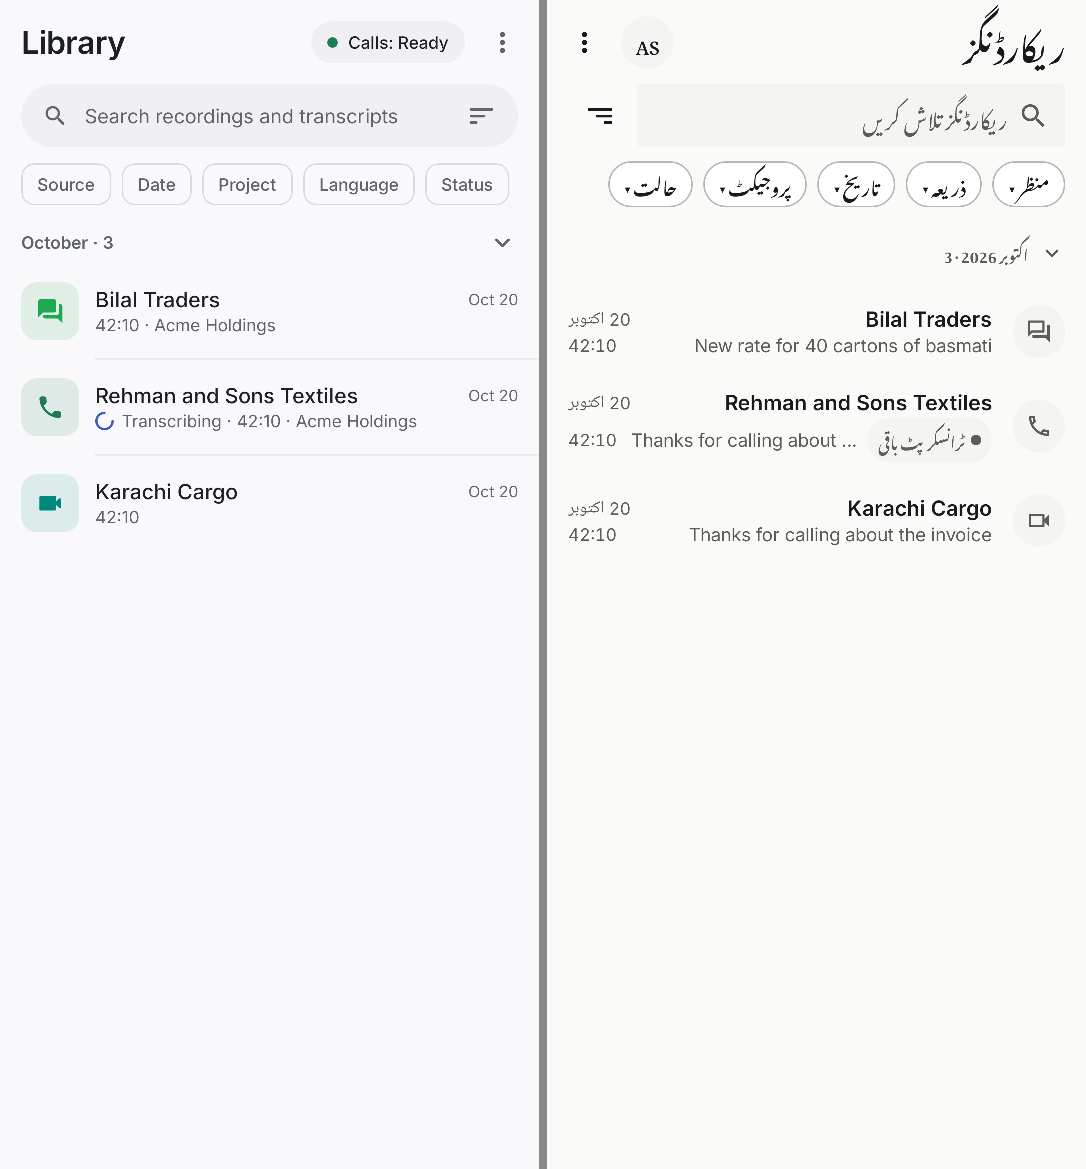 Library
Calls: Ready
Search recordings and transcripts
Source Date Project Language Status
October · 3
Bilal Traders Oct 20
42:10 · Acme Holdings
Rehman and Sons Textiles Oct 20
Transcribing · 42:10 · Acme Holdings
Karachi Cargo Oct 20
42:10
ریکارڈنگز
AS
ریکارڈنگز تلاش کریں
منظر ذریعہ تاریخ پروجیکٹ حالت
اکتوبر 2026 · 3
Bilal Traders 20 اکتوبر
New rate for 40 cartons of basmati 42:10
Rehman and Sons Textiles 20 اکتوبر
ٹرانسکرپٹ باقی Thanks for calling about ... 42:10
Karachi Cargo 20 اکتوبر
Thanks for calling about the invoice 42:10